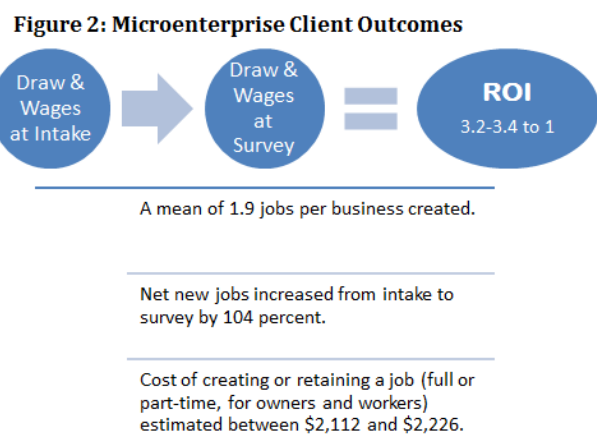 Figure 2: Microenterprise Client Outcomes
Draw &
Wages
at Intake
Draw &
Wages
at
Survey
ROI
3.2-3.4 to 1
A mean of 1.9 jobs per business created.
Net new jobs increased from intake to
survey by 104 percent.
Cost of creating or retaining a job (full or
part-time, for owners and workers)
estimated between $2,112 and $2,226.